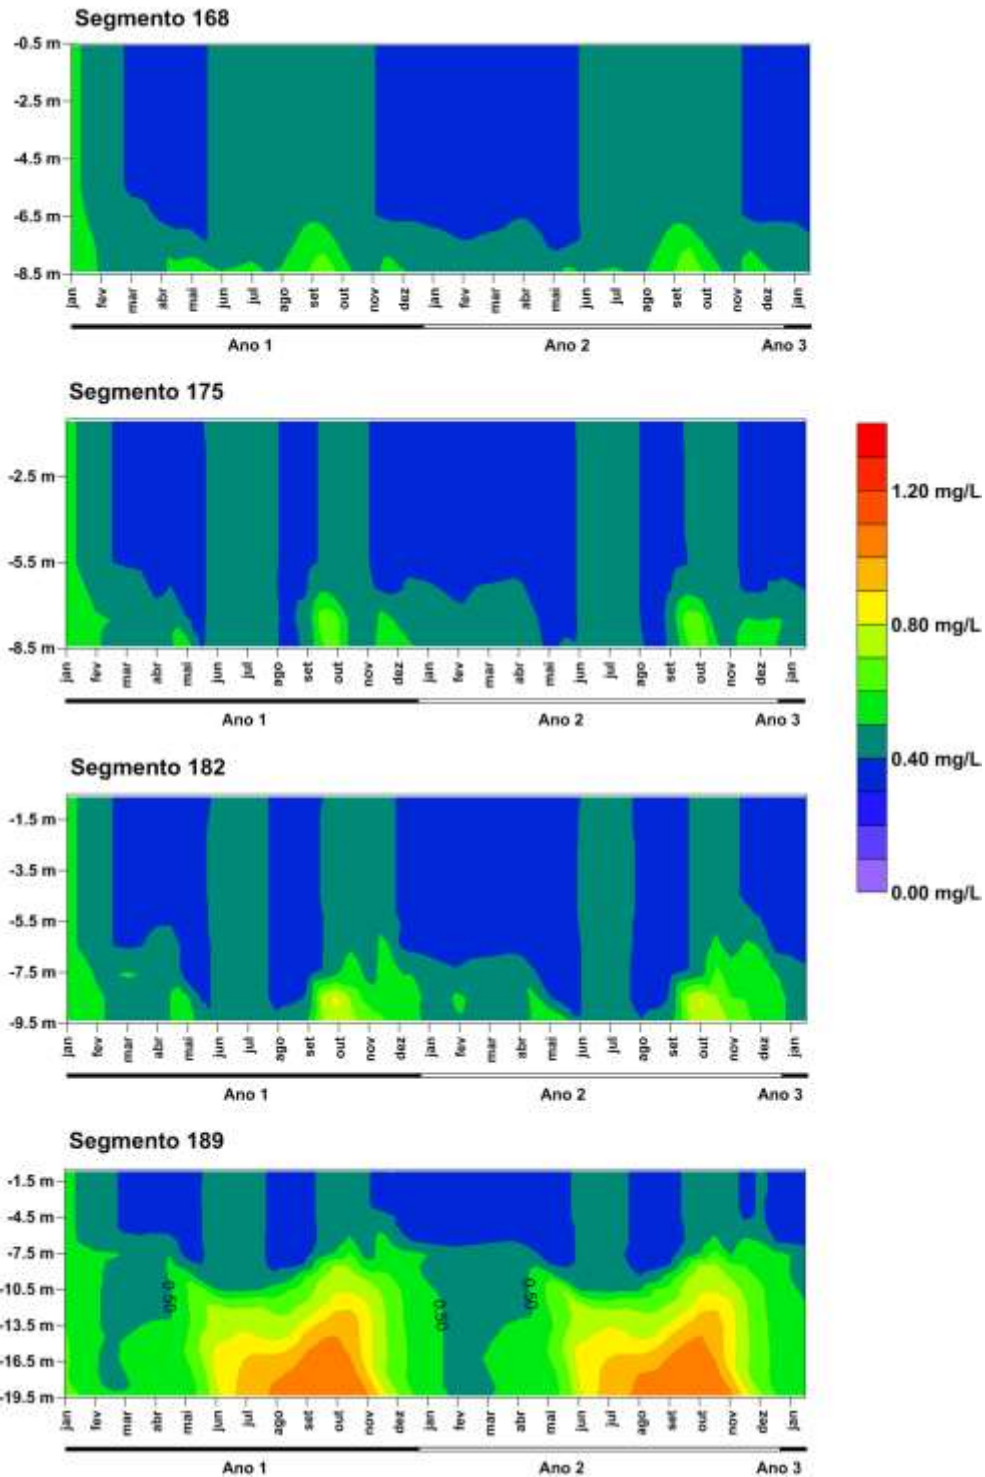 Segmento 168
-0.5 m
-2.5 m
-4.5 m
-6.5 m
-8.5 m
jan fev mar abr mai jun jul ago set out nov dez jan fev mar abr mai jun jul ago set out nov dez jan
Ano 1 Ano 2 Ano 3
Segmento 175
-2.5 m
-5.5 m
-8.5 m
jan fev mar abr mai jun jul ago set out nov dez jan fev mar abr mai jun jul ago set out nov dez jan
Ano 1 Ano 2 Ano 3
1.20 mg/L
0.80 mg/L
0.40 mg/L
0.00 mg/L
Segmento 182
-1.5 m
-3.5 m
-5.5 m
-7.5 m
-9.5 m
jan fev mar abr mai jun jul ago set out nov dez jan fev mar abr mai jun jul ago set out nov dez jan
Ano 1 Ano 2 Ano 3
Segmento 189
-1.5 m
-4.5 m
-7.5 m
-10.5 m
-13.5 m
-16.5 m
-19.5 m
0.50
0.50
0.50
jan fev mar abr mai jun jul ago set out nov dez jan fev mar abr mai jun jul ago set out nov dez jan
Ano 1 Ano 2 Ano 3